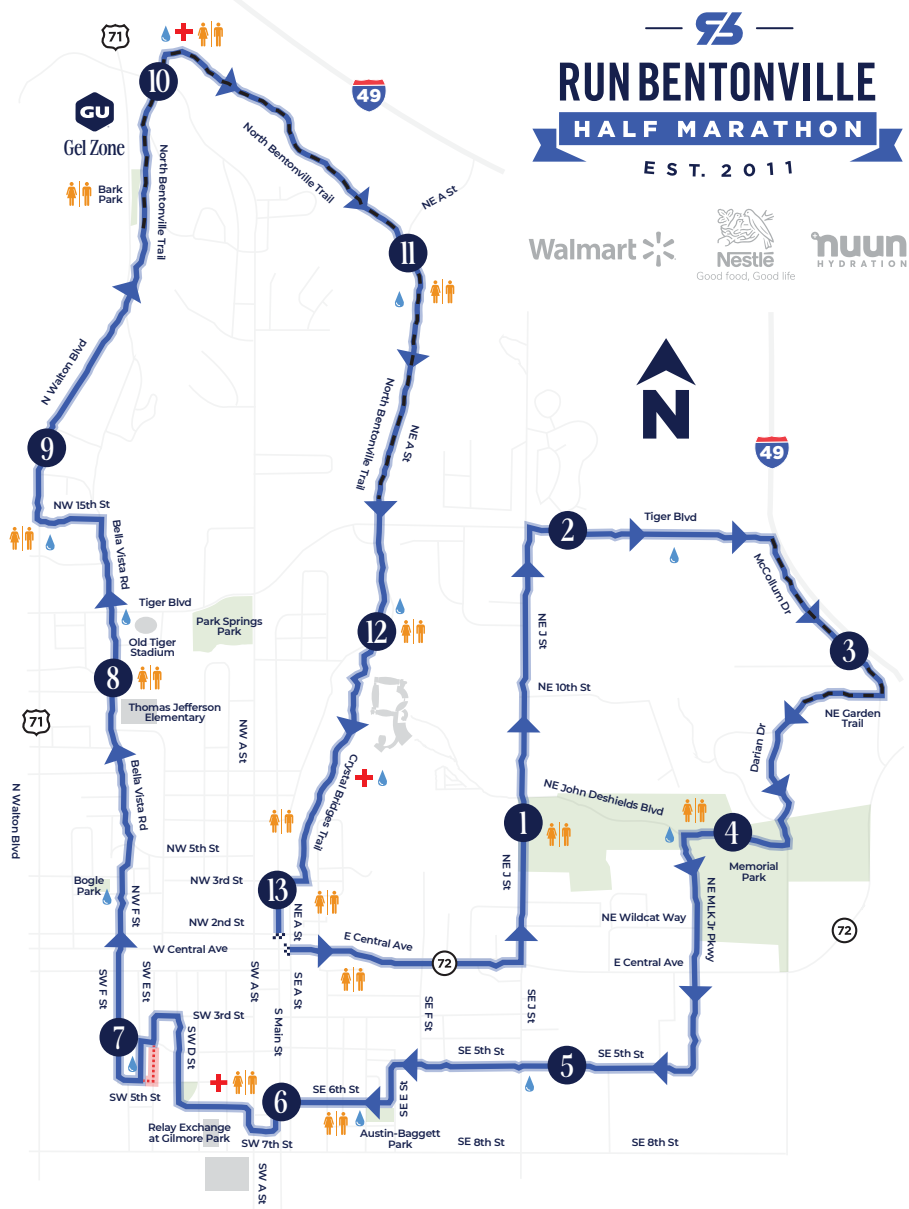 RUN BENTONVILLE
HALF MARATHON
EST. 2011
Walmart
Nestlé
Good food, Good life
nuun
HYDRATION
71
10
49
GU
Gel Zone
North Bentonville Trail
North Bentonville Trail
NE A St
Bark
Park
11
N Walton Blvd
N
North Bentonville Trail
NE A St
9
49
NW 15th St
2
Tiger Blvd
Bella Vista Rd
McCollum Dr
Tiger Blvd
Old Tiger
Stadium
Park Springs
Park
12
NE J St
3
8
NE 10th St
Thomas Jefferson
Elementary
71
NW A St
NE Garden
Trail
Darian Dr
Bella Vista Rd
Crystal Bridges Trail
N Walton Blvd
NE John Deshields Blvd
1
4
NW 5th St
Memorial
Park
NE J St
Bogle
Park
NW 3rd St
13
NW F St
NE A St
NW 2nd St
NE Wildcat Way
NE MLK Jr Pkwy
72
W Central Ave
E Central Ave
72
E Central Ave
SW F St
SW E St
SW A St
SE A St
SE F St
SE J St
SW 3rd St
S Main St
7
SW D St
SE 5th St
5
SE 5th St
SW 5th St
6
SE 6th St
SE E St
Relay Exchange
at Gilmore Park
SW 7th St
Austin-Baggett
Park
SE 8th St
SE 8th St
SW A St